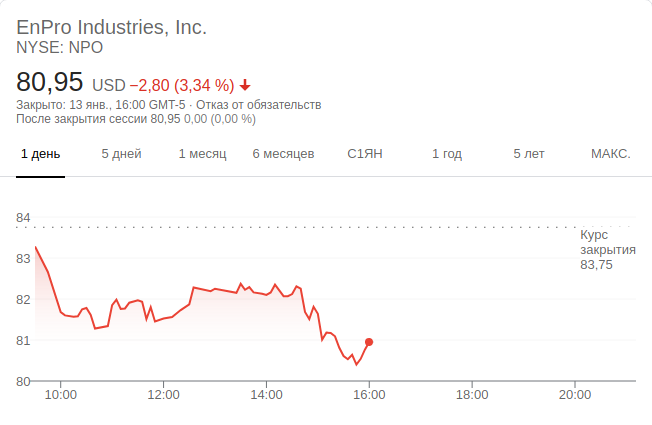 EnPro Industries, Inc.
NYSE: NPO
80,95 USD −2,80 (3,34 %)
Закрыто: 13 янв., 16:00 GMT-5 · Отказ от обязательств
После закрытия сессии 80,95 0,00 (0,00 %)
1 день 5 дней 1 месяц 6 месяцев С1ЯН 1 год 5 лет МАКС.
84
83
82
81
80
Курс
закрытия
83,75
10:00 12:00 14:00 16:00 18:00 20:00